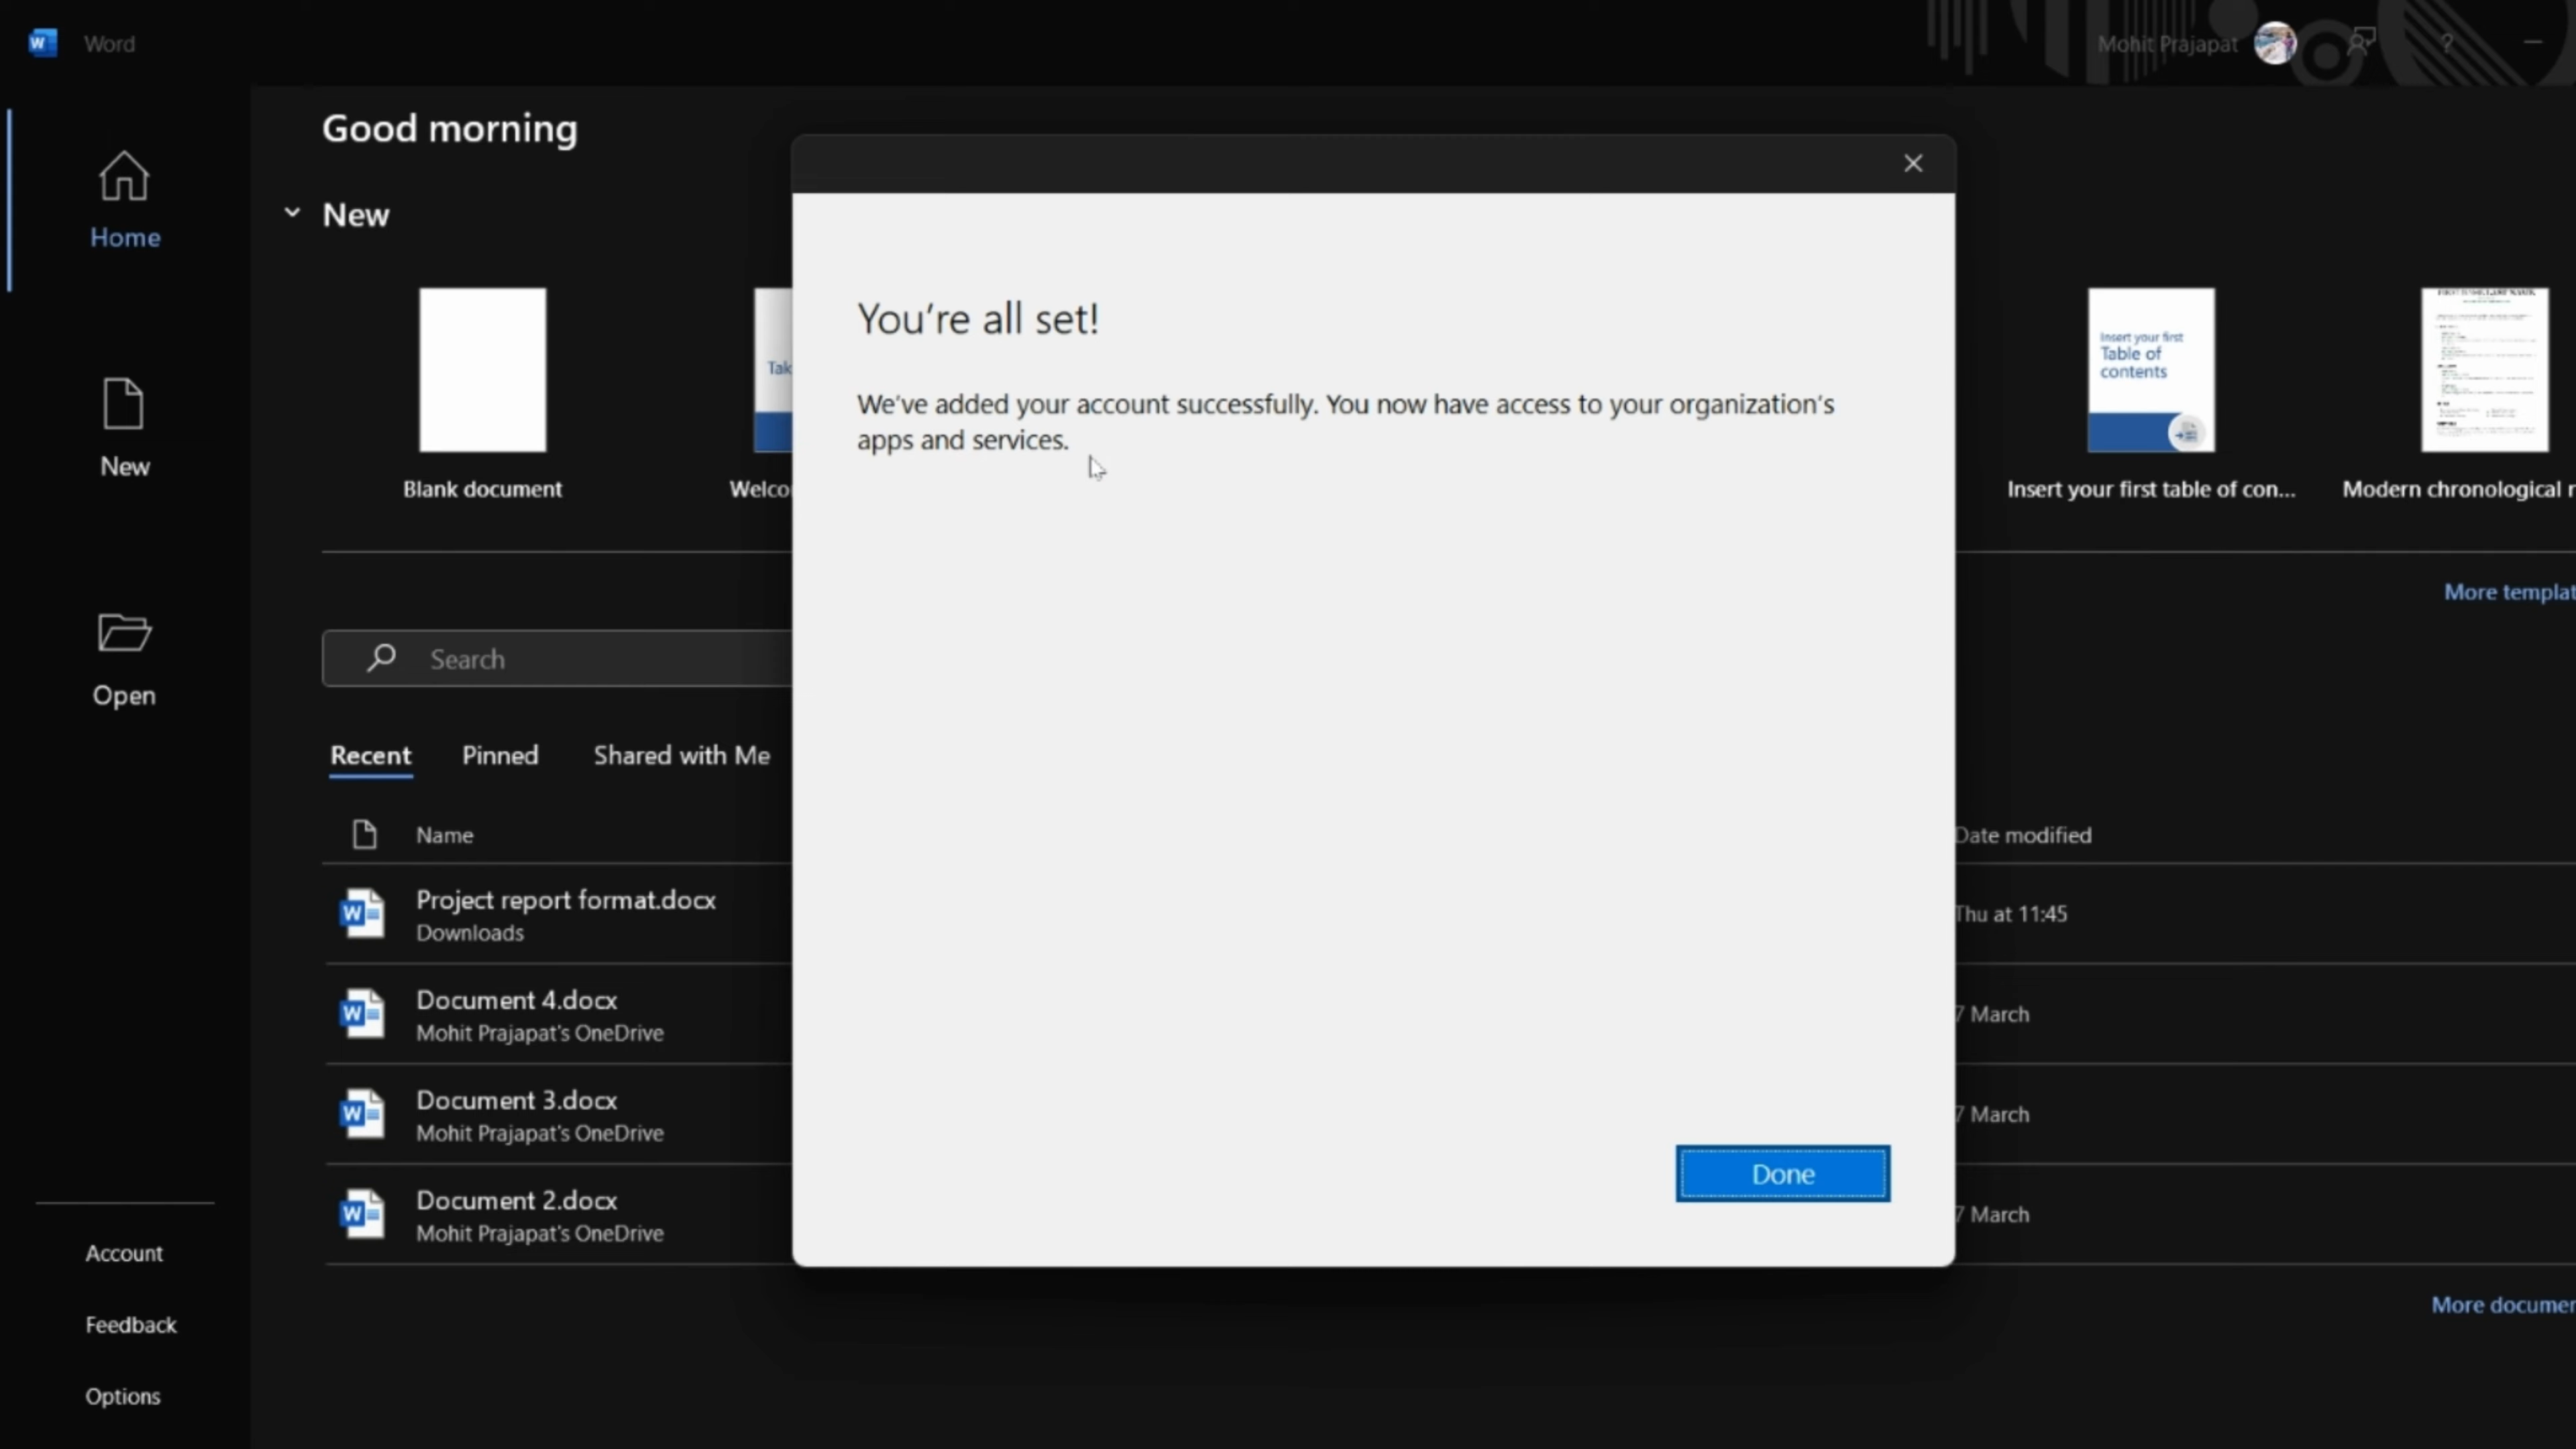 Word
Mohit Prajapat
?
Good morning
Home
New
Blank document
Tak
Welco
Insert your first
Table of
contents
Insert your first table of con...
Modern chronological r
New
More templat
Open
Search
Recent Pinned Shared with Me
Name
Date modified
Project report format.docx
Downloads
Thu at 11:45
Document 4.docx
Mohit Prajapat's OneDrive
7 March
Document 3.docx
Mohit Prajapat's OneDrive
7 March
Document 2.docx
Mohit Prajapat's OneDrive
7 March
More documen
Account
Feedback
Options
You're all set!
We've added your account successfully. You now have access to your organization's
apps and services.
Done